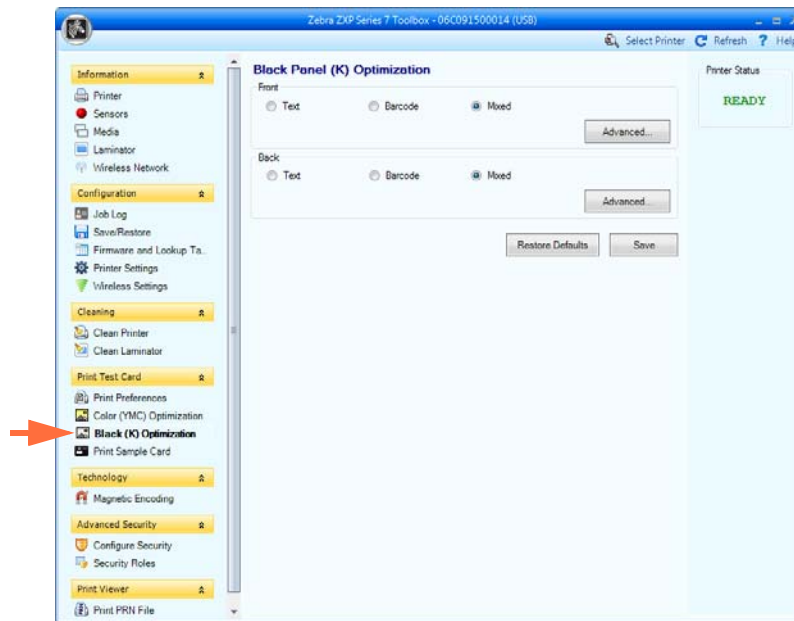 Zebra ZXP Series 7 Toolbox - 06C091500014 (USB)
Select Printer Refresh ? Help
Information
Printer
Sensors
Media
Laminator
Wireless Network
Configuration
Job Log
Save/Restore
Firmware and Lookup Ta..
Printer Settings
Wireless Settings
Cleaning
Clean Printer
Clean Laminator
Print Test Card
Print Preferences
Color (YMC) Optimization
Black (K) Optimization
Print Sample Card
Technology
Magnetic Encoding
Advanced Security
Configure Security
Security Roles
Print Viewer
Print PRN File
Black Panel (K) Optimization
Front
Text Barcode Mixed
Advanced...
Back
Text Barcode Mixed
Advanced...
Restore Defaults Save
Printer Status
READY